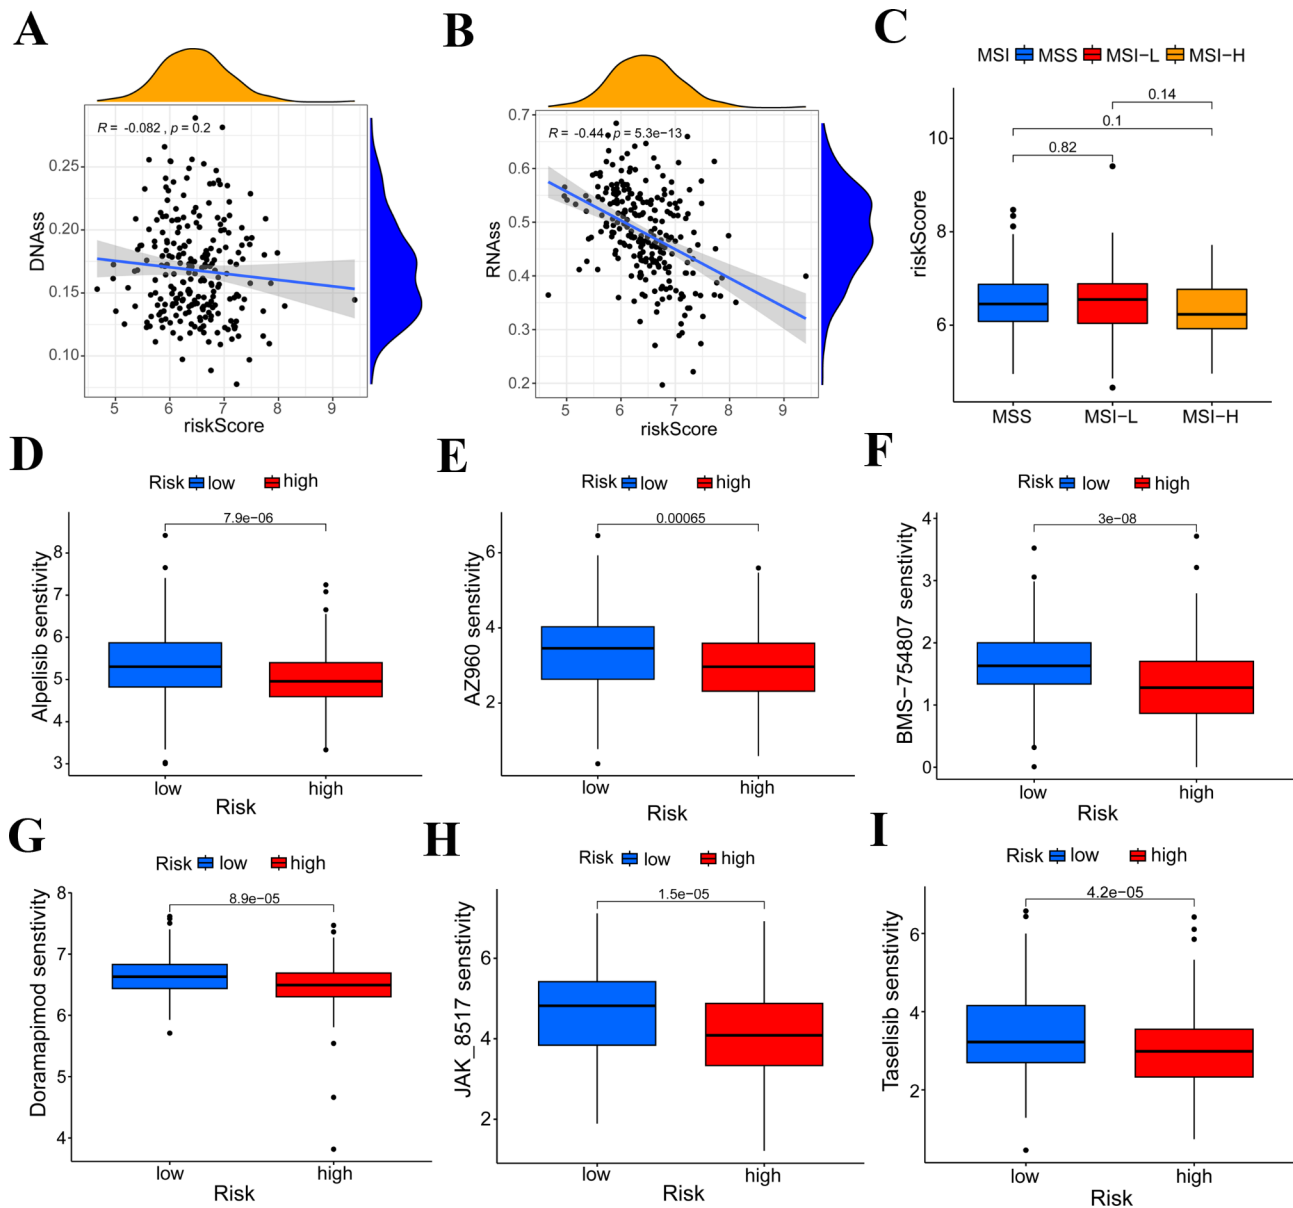 A
R = -0.082 , p = 0.2
0.25
0.20
0.15
0.10
DNAss
5
6
7
8
9
riskScore
B
R = -0.44 , p = 5.3e-13
0.7
0.6
0.5
0.4
0.3
0.2
RNAss
5
6
7
8
9
riskScore
C
MSI MSS MSI-L MSI-H
0.14
0.1
0.82
10
8
6
riskScore
MSS
MSI-L
MSI-H
D
Risk low high
7.9e-06
8
7
6
5
4
3
Alpelisib senstivity
low
high
Risk
E
Risk low high
0.00065
6
4
2
AZ960 senstivity
low
high
Risk
F
Risk low high
3e-08
4
3
2
1
0
BMS-754807 senstivity
low
high
Risk
G
Risk low high
8.9e-05
8
7
6
5
4
Doramapimod senstivity
low
high
Risk
H
Risk low high
1.5e-05
6
4
2
JAK_8517 senstivity
low
high
Risk
I
Risk low high
4.2e-05
6
4
2
Taselisib senstivity
low
high
Risk